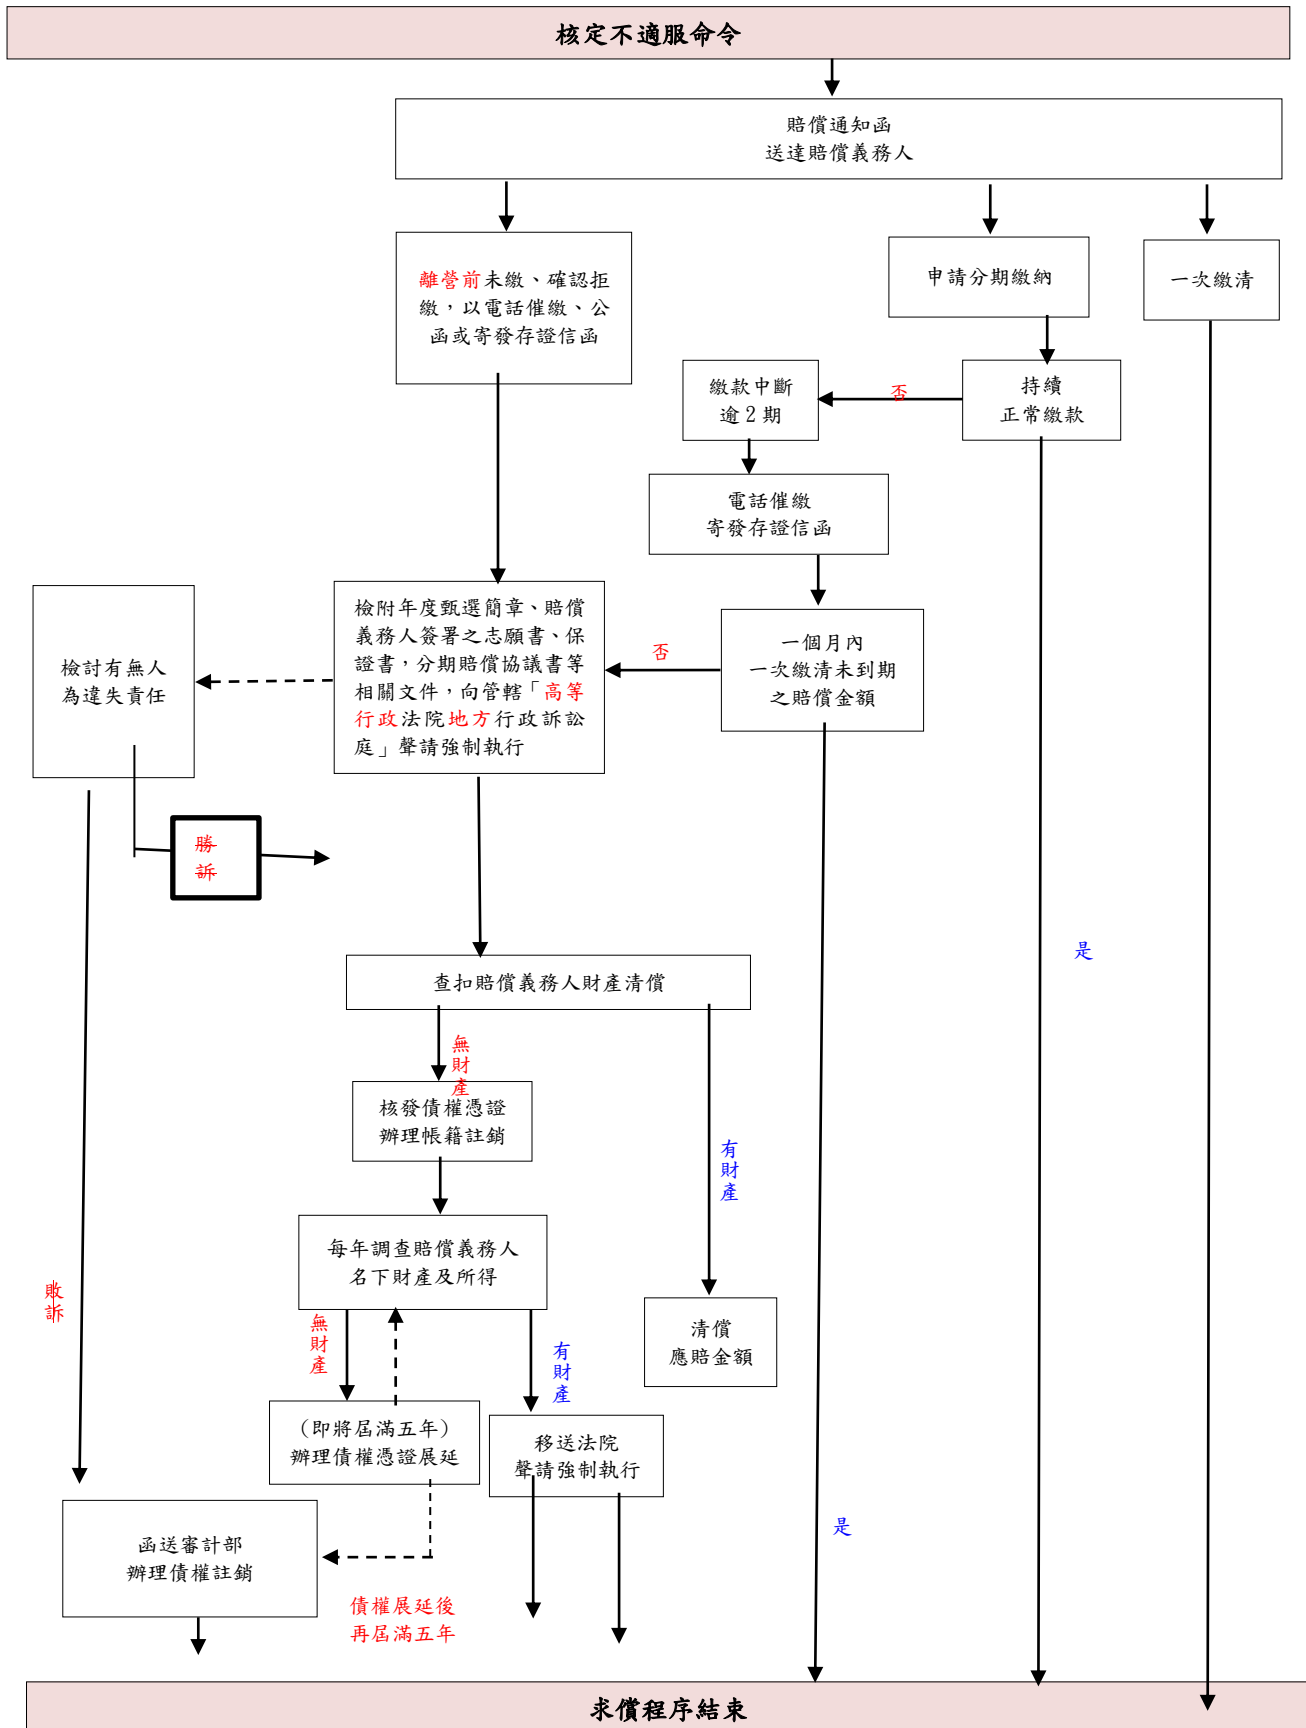 核定不適服命令
賠償通知函
送達賠償義務人
離營前未繳、確認拒
繳，以電話催繳、公
函或寄發存證信函
申請分期繳納
一次繳清
繳款中斷
逾2期
否
持續
正常繳款
電話催繳
寄發存證信函
檢討有無人
為違失責任
檢附年度甄選簡章、賠償
義務人簽署之志願書、保
證書，分期賠償協議書等
相關文件，向管轄「高等
行政法院地方行政訴訟
庭」聲請強制執行
否
一個月內
一次繳清未到期
之賠償金額
勝
訴
是
查扣賠償義務人財產清償
無
財
產
核發債權憑證
辦理帳籍註銷
有
財
產
每年調查賠償義務人
名下財產及所得
敗
訴
無
財
產
有
財
產
清償
應賠金額
（即將屆滿五年）
辦理債權憑證展延
移送法院
聲請強制執行
函送審計部
辦理債權註銷
是
債權展延後
再屆滿五年
求償程序結束